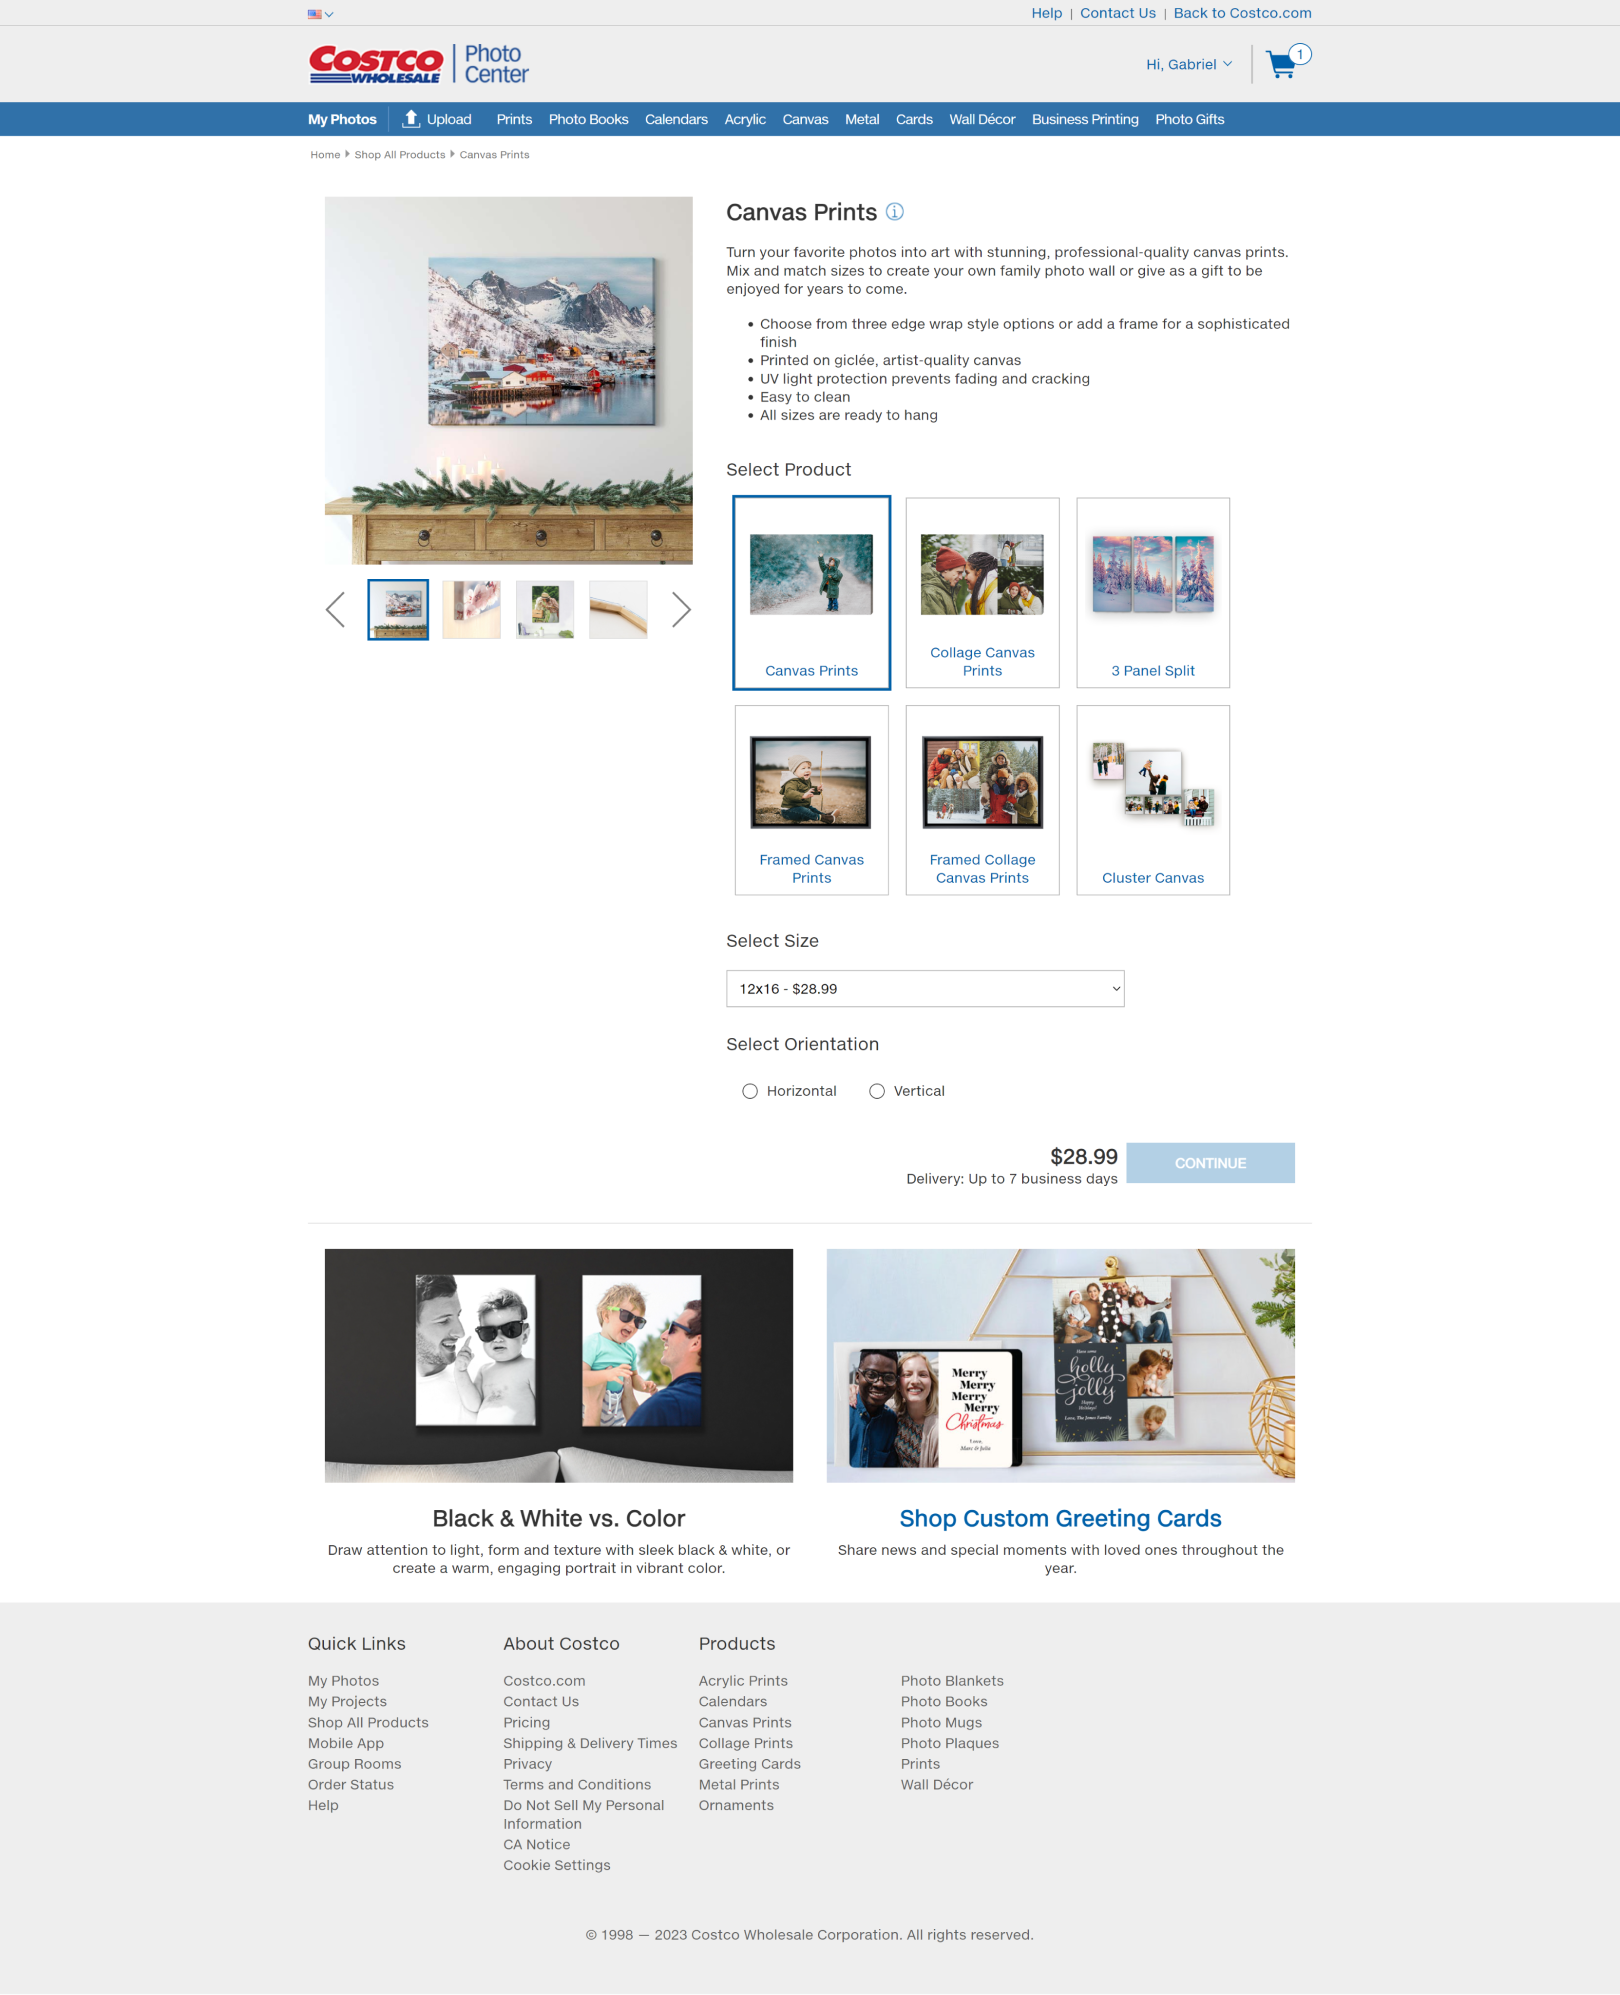 Help | Contact Us | Back to Costco.com
COSTCO WHOLESALE Photo Center
Hi, Gabriel
1
My Photos Upload Prints Photo Books Calendars Acrylic Canvas Metal Cards Wall Décor Business Printing Photo Gifts
Home Shop All Products Canvas Prints
Canvas Prints
Turn your favorite photos into art with stunning, professional-quality canvas prints.
Mix and match sizes to create your own family photo wall or give as a gift to be
enjoyed for years to come.
• Choose from three edge wrap style options or add a frame for a sophisticated
finish
• Printed on giclée, artist-quality canvas
• UV light protection prevents fading and cracking
• Easy to clean
• All sizes are ready to hang
Select Product
Canvas Prints
Collage Canvas
Prints
3 Panel Split
Framed Canvas
Prints
Framed Collage
Canvas Prints
Cluster Canvas
Select Size
12x16 - $28.99
Select Orientation
Horizontal Vertical
$28.99
Delivery: Up to 7 business days
CONTINUE
Merry
Merry
Merry
Merry
Christmas
Love,
Marc & Julia
Have some
holly
jolly
Happy
Holidays!
Love, The Jones Family
Black & White vs. Color
Draw attention to light, form and texture with sleek black & white, or
create a warm, engaging portrait in vibrant color.
Shop Custom Greeting Cards
Share news and special moments with loved ones throughout the
year.
Quick Links
My Photos
My Projects
Shop All Products
Mobile App
Group Rooms
Order Status
Help
About Costco
Costco.com
Contact Us
Pricing
Shipping & Delivery Times
Privacy
Terms and Conditions
Do Not Sell My Personal
Information
CA Notice
Cookie Settings
Products
Acrylic Prints
Calendars
Canvas Prints
Collage Prints
Greeting Cards
Metal Prints
Ornaments
Photo Blankets
Photo Books
Photo Mugs
Photo Plaques
Prints
Wall Décor
© 1998 — 2023 Costco Wholesale Corporation. All rights reserved.